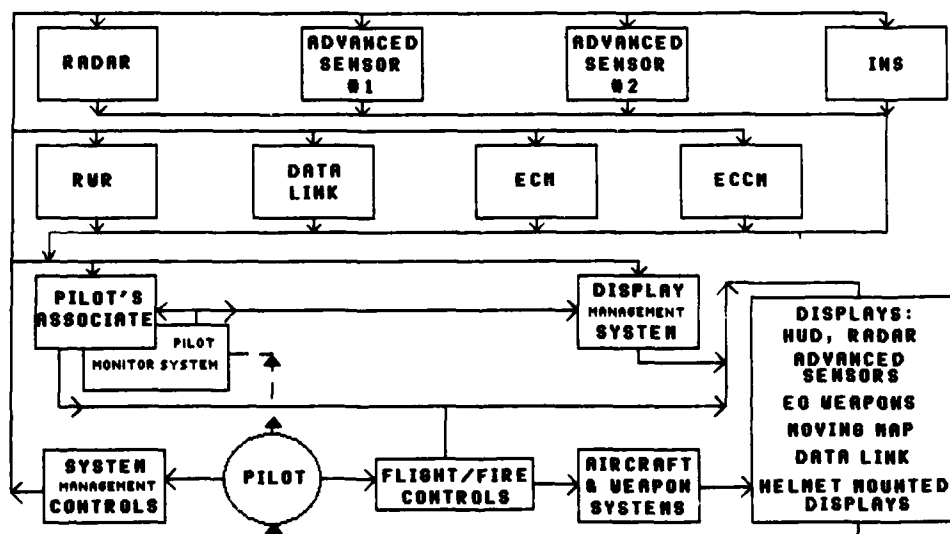 RADAR
ADVANCED
SENSOR
#1
ADVANCED
SENSOR
#2
INS
RWR
DATA
LINK
ECM
ECCM
PILOT'S
ASSOCIATE
PILOT
MONITOR SYSTEM
DISPLAY
MANAGEMENT
SYSTEM
DISPLAYS:
HUD, RADAR
ADVANCED
SENSORS
EO WEAPONS
MOVING MAP
DATA LINK
HELMET MOUNTED
DISPLAYS
SYSTEM
MANAGEMENT
CONTROLS
PILOT
FLIGHT/FIRE
CONTROLS
AIRCRAFT
& WEAPON
SYSTEMS